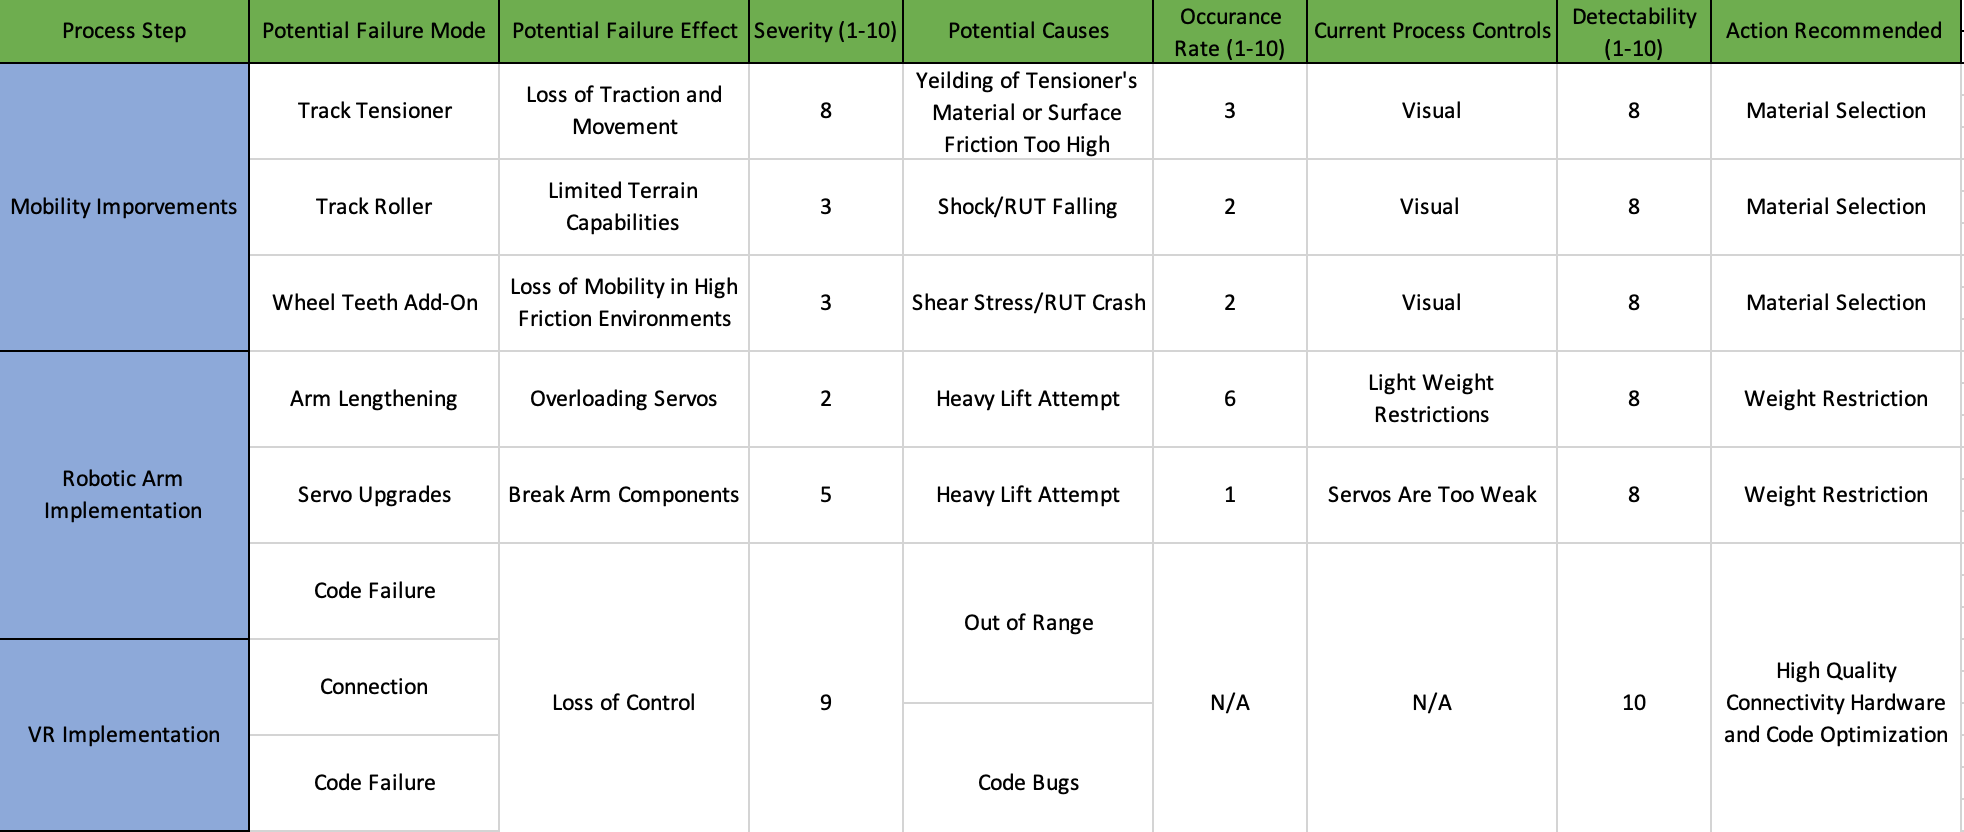 Process Step
Potential Failure Mode
Potential Failure Effect
Severity (1-10)
Potential Causes
Occurance
Rate (1-10)
Current Process Controls
Detectability
(1-10)
Action Recommended
Mobility Imporvements
Track Tensioner
Loss of Traction and
Movement
8
Yeilding of Tensioner's
Material or Surface
Friction Too High
3
Visual
8
Material Selection
Track Roller
Limited Terrain
Capabilities
3
Shock/RUT Falling
2
Visual
8
Material Selection
Wheel Teeth Add-On
Loss of Mobility in High
Friction Environments
3
Shear Stress/RUT Crash
2
Visual
8
Material Selection
Robotic Arm
Implementation
Arm Lengthening
Overloading Servos
2
Heavy Lift Attempt
6
Light Weight
Restrictions
8
Weight Restriction
Servo Upgrades
Break Arm Components
5
Heavy Lift Attempt
1
Servos Are Too Weak
8
Weight Restriction
Code Failure
Loss of Control
9
Out of Range
N/A
N/A
10
High Quality
Connectivity Hardware
and Code Optimization
VR Implementation
Connection
Code Failure
Code Bugs